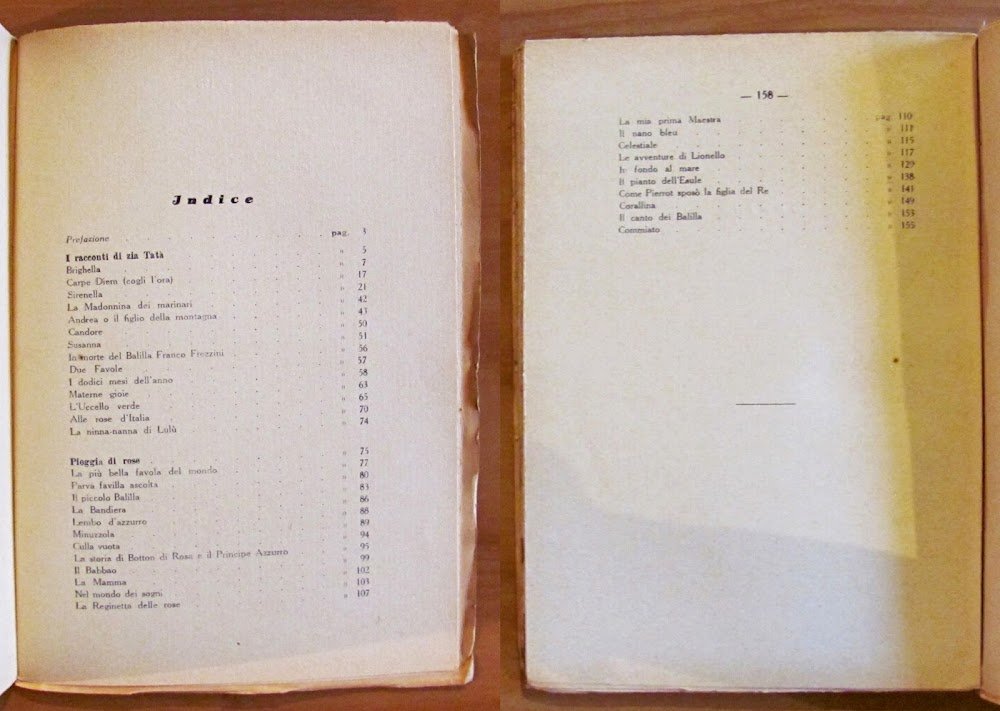 Indice
Prefazione . . . pag. 3
I racconti di zia Tatà . . . » 5
Brighella . . . » 7
Carpe Diem (cogli l'ora) . . . » 17
Sirenella . . . » 21
La Madonnina dei marinari . . . » 42
Andrea o il figlio della montagna . . . » 43
Candore . . . » 50
Susanna . . . » 51
In morte del Balilla Franco Frezzini . . . » 56
Due Favole . . . » 57
I dodici mesi dell'anno . . . » 58
Materne gioie . . . » 63
L'Uccello verde . . . » 65
Alle rose d'Italia . . . » 70
La ninna-nanna di Lulù . . . » 74
Pioggia di rose . . . » 75
La più bella favola del mondo . . . » 77
Parva favilla ascolta . . . » 80
Il piccolo Balilla . . . » 83
La Bandiera . . . » 86
Lembo d'azzurro . . . » 88
Minuzzola . . . » 89
Culla vuota . . . » 94
La storia di Botton di Rosa e il Principe Azzurro . . . » 95
Il Babbao . . . » 99
La Mamma . . . » 102
Nel mondo dei sogni . . . » 103
La Reginetta delle rose . . . » 107
— 158 —
La mia prima Maestra . . . pag. 110
Il nano bleu . . . » 111
Celestiale . . . » 115
Le avventure di Lionello . . . » 117
In fondo al mare . . . » 129
Il pianto dell'Esule . . . » 138
Come Pierrot sposò la figlia del Re . . . » 141
Corallina . . . » 149
Il canto dei Balilla . . . » 153
Commiato . . . » 155